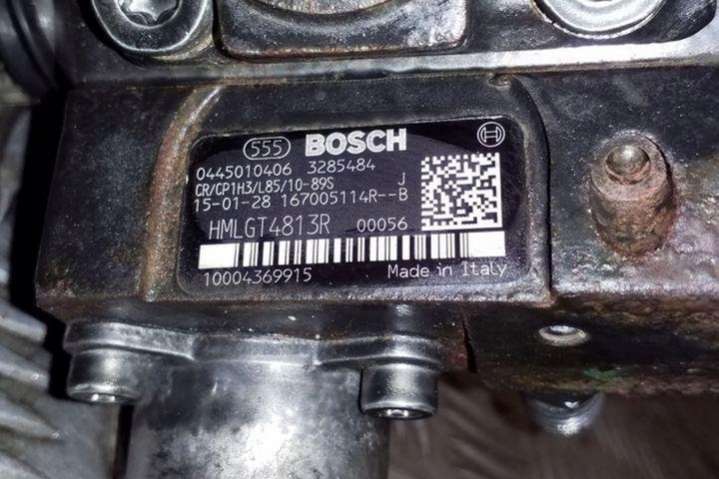 555 BOSCH
0445010406 3285484
CR/CP1H3/L85/10-89S J
15-01-28 167005114R--B
HMLGT4813R 00056
10004369915 Made in Italy